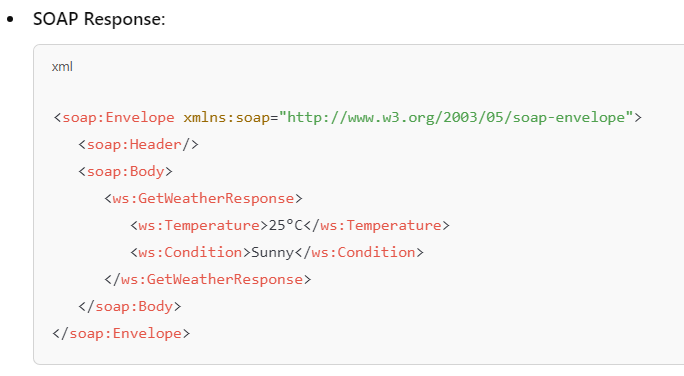 • SOAP Response:
xml
<soap:Envelope xmlns:soap="http://www.w3.org/2003/05/soap-envelope">
<soap:Header/>
<soap:Body>
<ws:GetWeatherResponse>
<ws:Temperature>25°C</ws:Temperature>
<ws:Condition>Sunny</ws:Condition>
</ws:GetWeatherResponse>
</soap:Body>
</soap:Envelope>